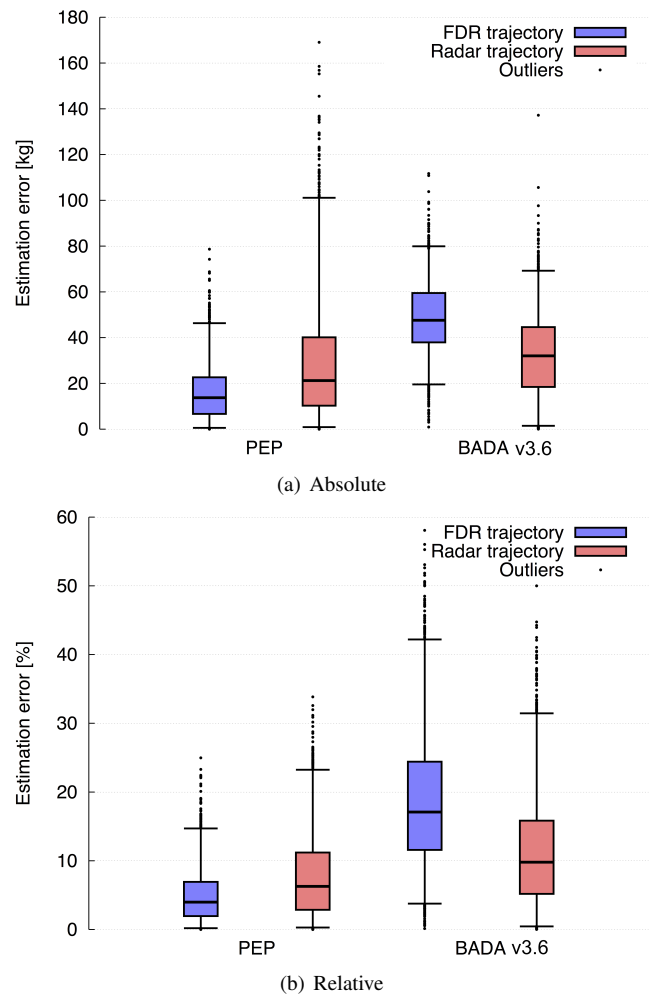 180
160
140
120
100
80
60
40
20
0
Estimation error [kg]
FDR trajectory
Radar trajectory
Outliers
PEP BADA v3.6
(a) Absolute
60
50
40
30
20
10
0
Estimation error [%]
FDR trajectory
Radar trajectory
Outliers
PEP BADA v3.6
(b) Relative